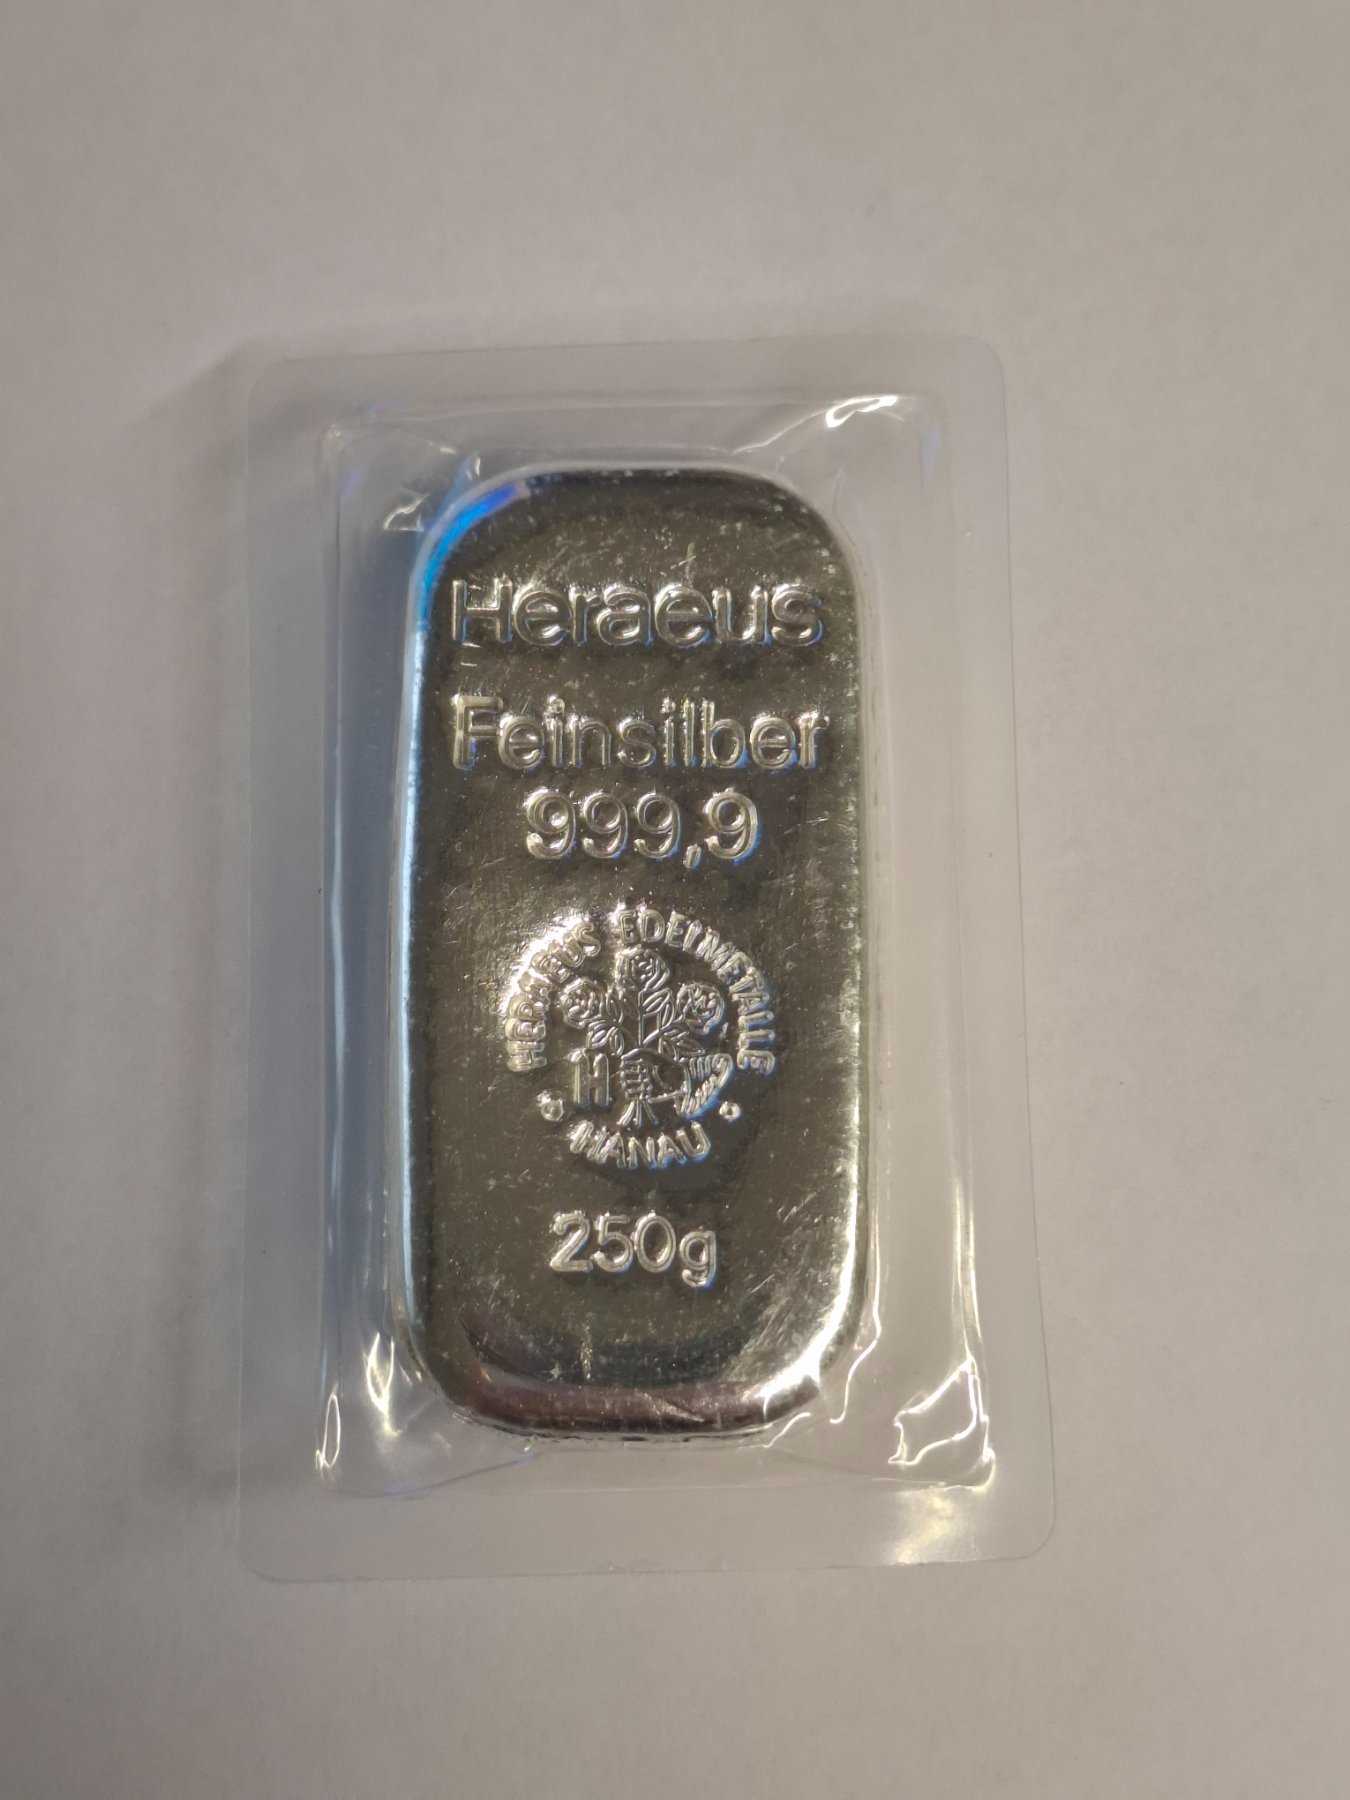 Heraeus
Feinsilber
999,9
HERAEUS EDELMETALLE
H
• HANAU •
250g